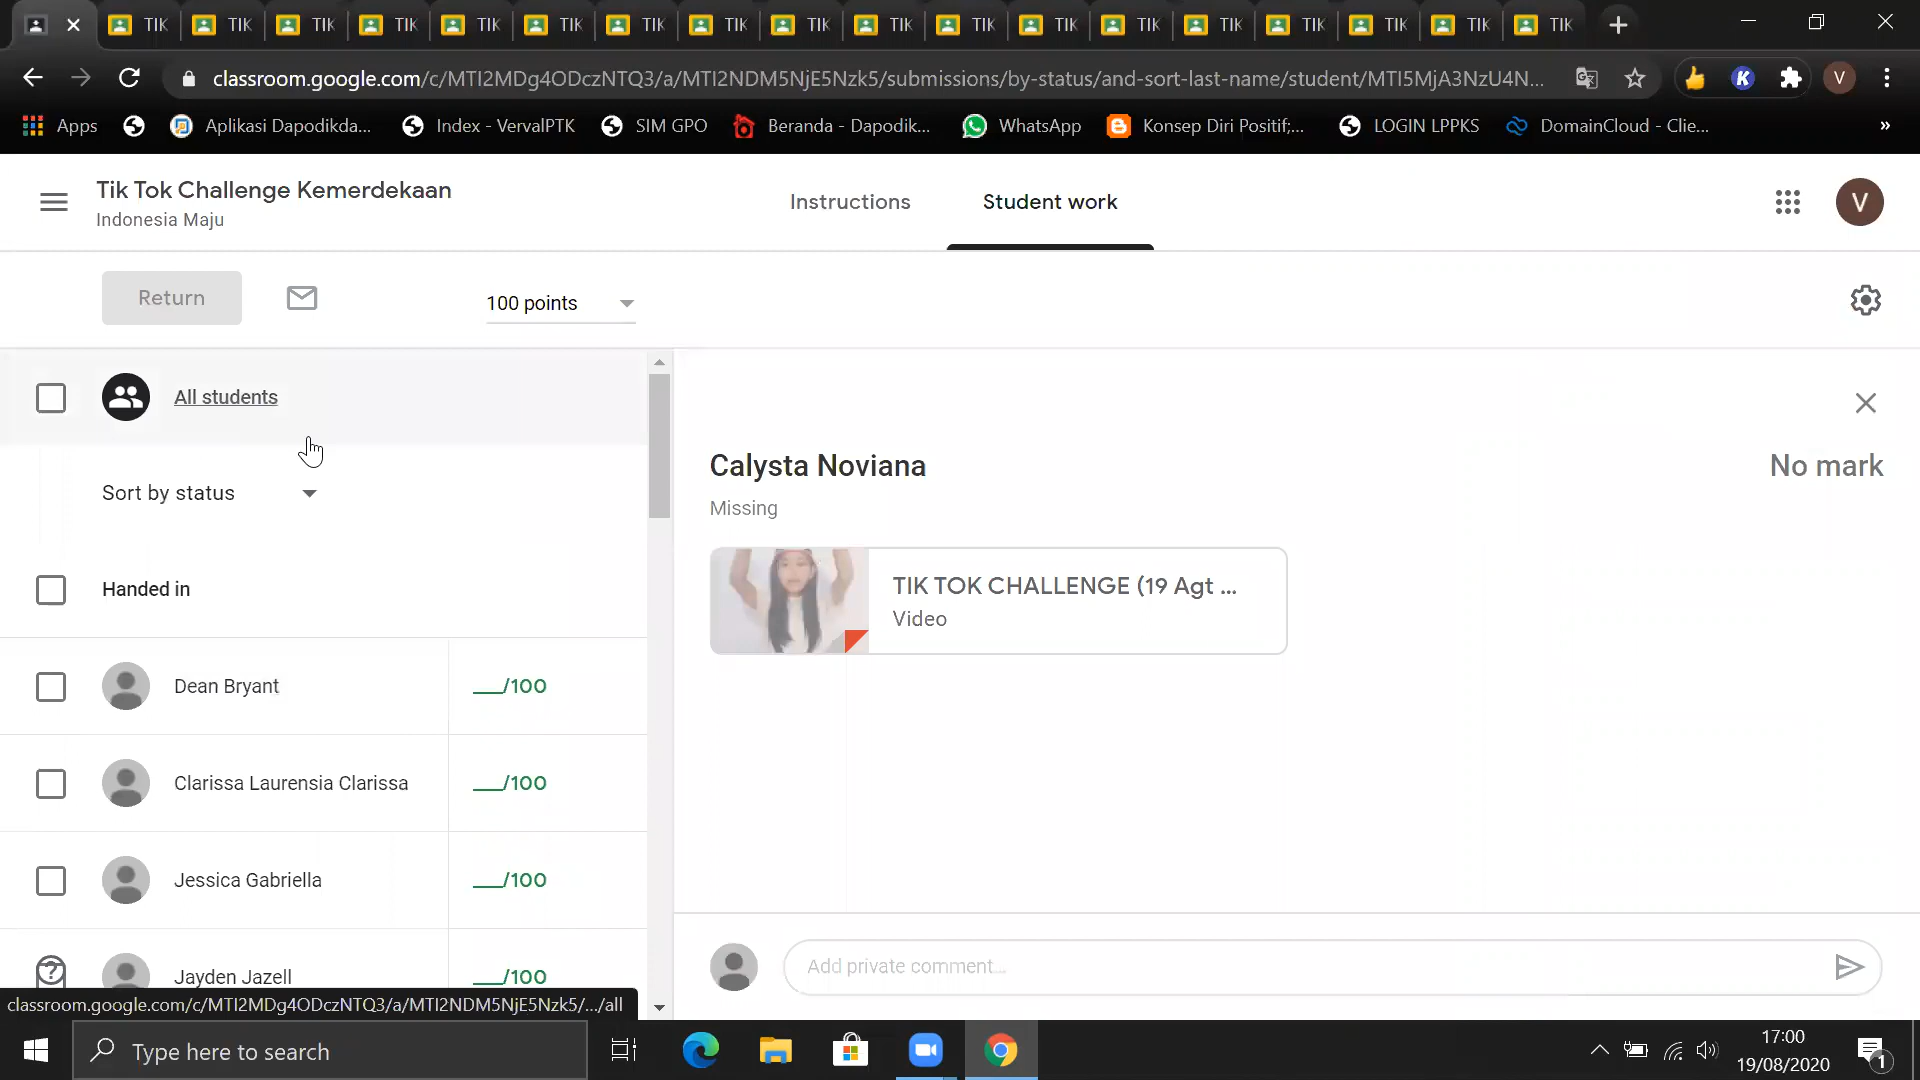 TIK TIK TIK TIK TIK TIK TIK TIK TIK TIK TIK TIK TIK TIK TIK TIK TIK TIK
classroom.google.com/c/MTI2MDg4ODczNTQ3/a/MTI2NDM5NjE5Nzk5/submissions/by-status/and-sort-last-name/student/MTI5MjA3NzU4N...
K V
Apps Aplikasi Dapodikda... Index - VervalPTK SIM GPO Beranda - Dapodik... WhatsApp Konsep Diri Positif;... LOGIN LPPKS DomainCloud - Clie... »
Tik Tok Challenge Kemerdekaan
Indonesia Maju
Instructions
Student work
V
Return
100 points
All students
Sort by status
Handed in
Dean Bryant
___/100
Clarissa Laurensia Clarissa
___/100
Jessica Gabriella
___/100
Jayden Jazell
___/100
Calysta Noviana
No mark
Missing
TIK TOK CHALLENGE (19 Agt ...
Video
Add private comment...
classroom.google.com/c/MTI2MDg4ODczNTQ3/a/MTI2NDM5NjE5Nzk5/.../all
Type here to search
17:00
19/08/2020
1